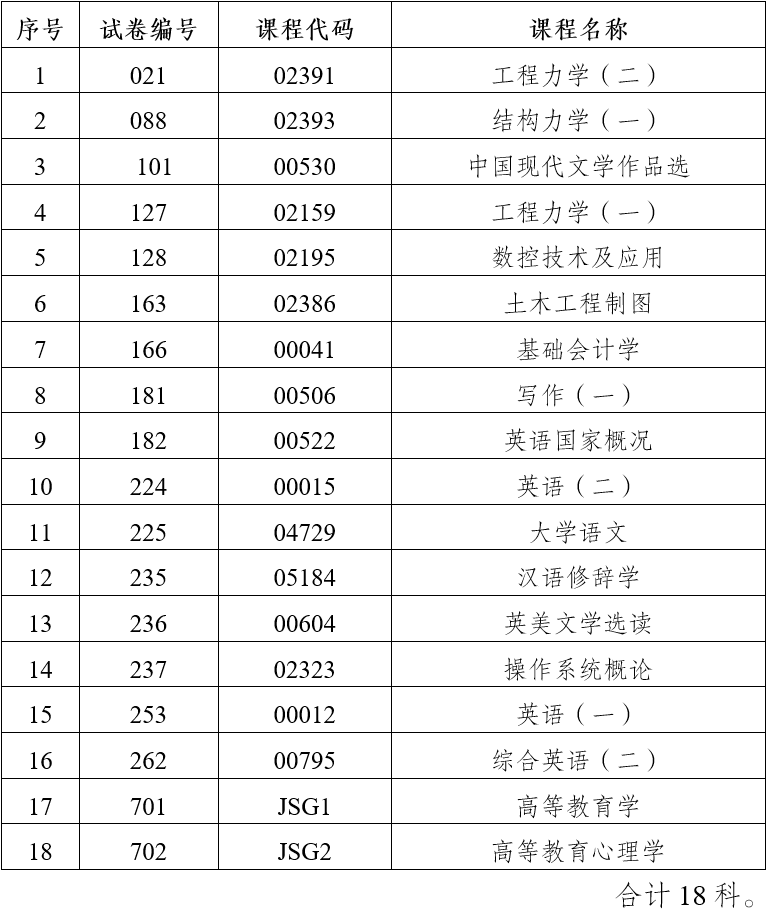 序号 试卷编号 课程代码 课程名称
1 021 02391 工程力学（二）
2 088 02393 结构力学（一）
3 101 00530 中国现代文学作品选
4 127 02159 工程力学（一）
5 128 02195 数控技术及应用
6 163 02386 土木工程制图
7 166 00041 基础会计学
8 181 00506 写作（一）
9 182 00522 英语国家概况
10 224 00015 英语（二）
11 225 04729 大学语文
12 235 05184 汉语修辞学
13 236 00604 英美文学选读
14 237 02323 操作系统概论
15 253 00012 英语（一）
16 262 00795 综合英语（二）
17 701 JSG1 高等教育学
18 702 JSG2 高等教育心理学
合计 18 科。